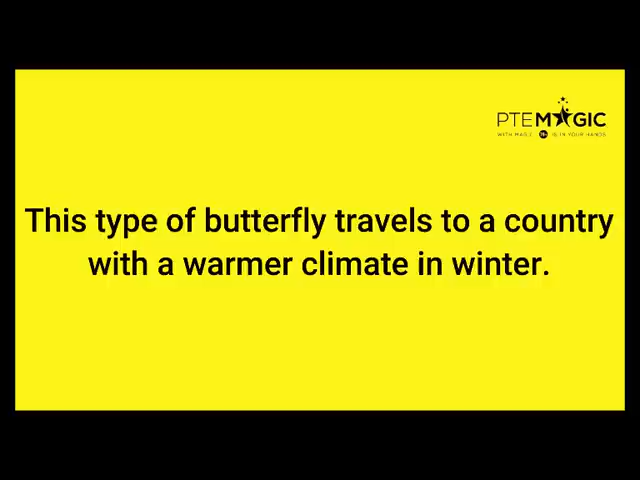 PTEMAGIC
This type of butterfly travels to a country
with a warmer climate in winter.